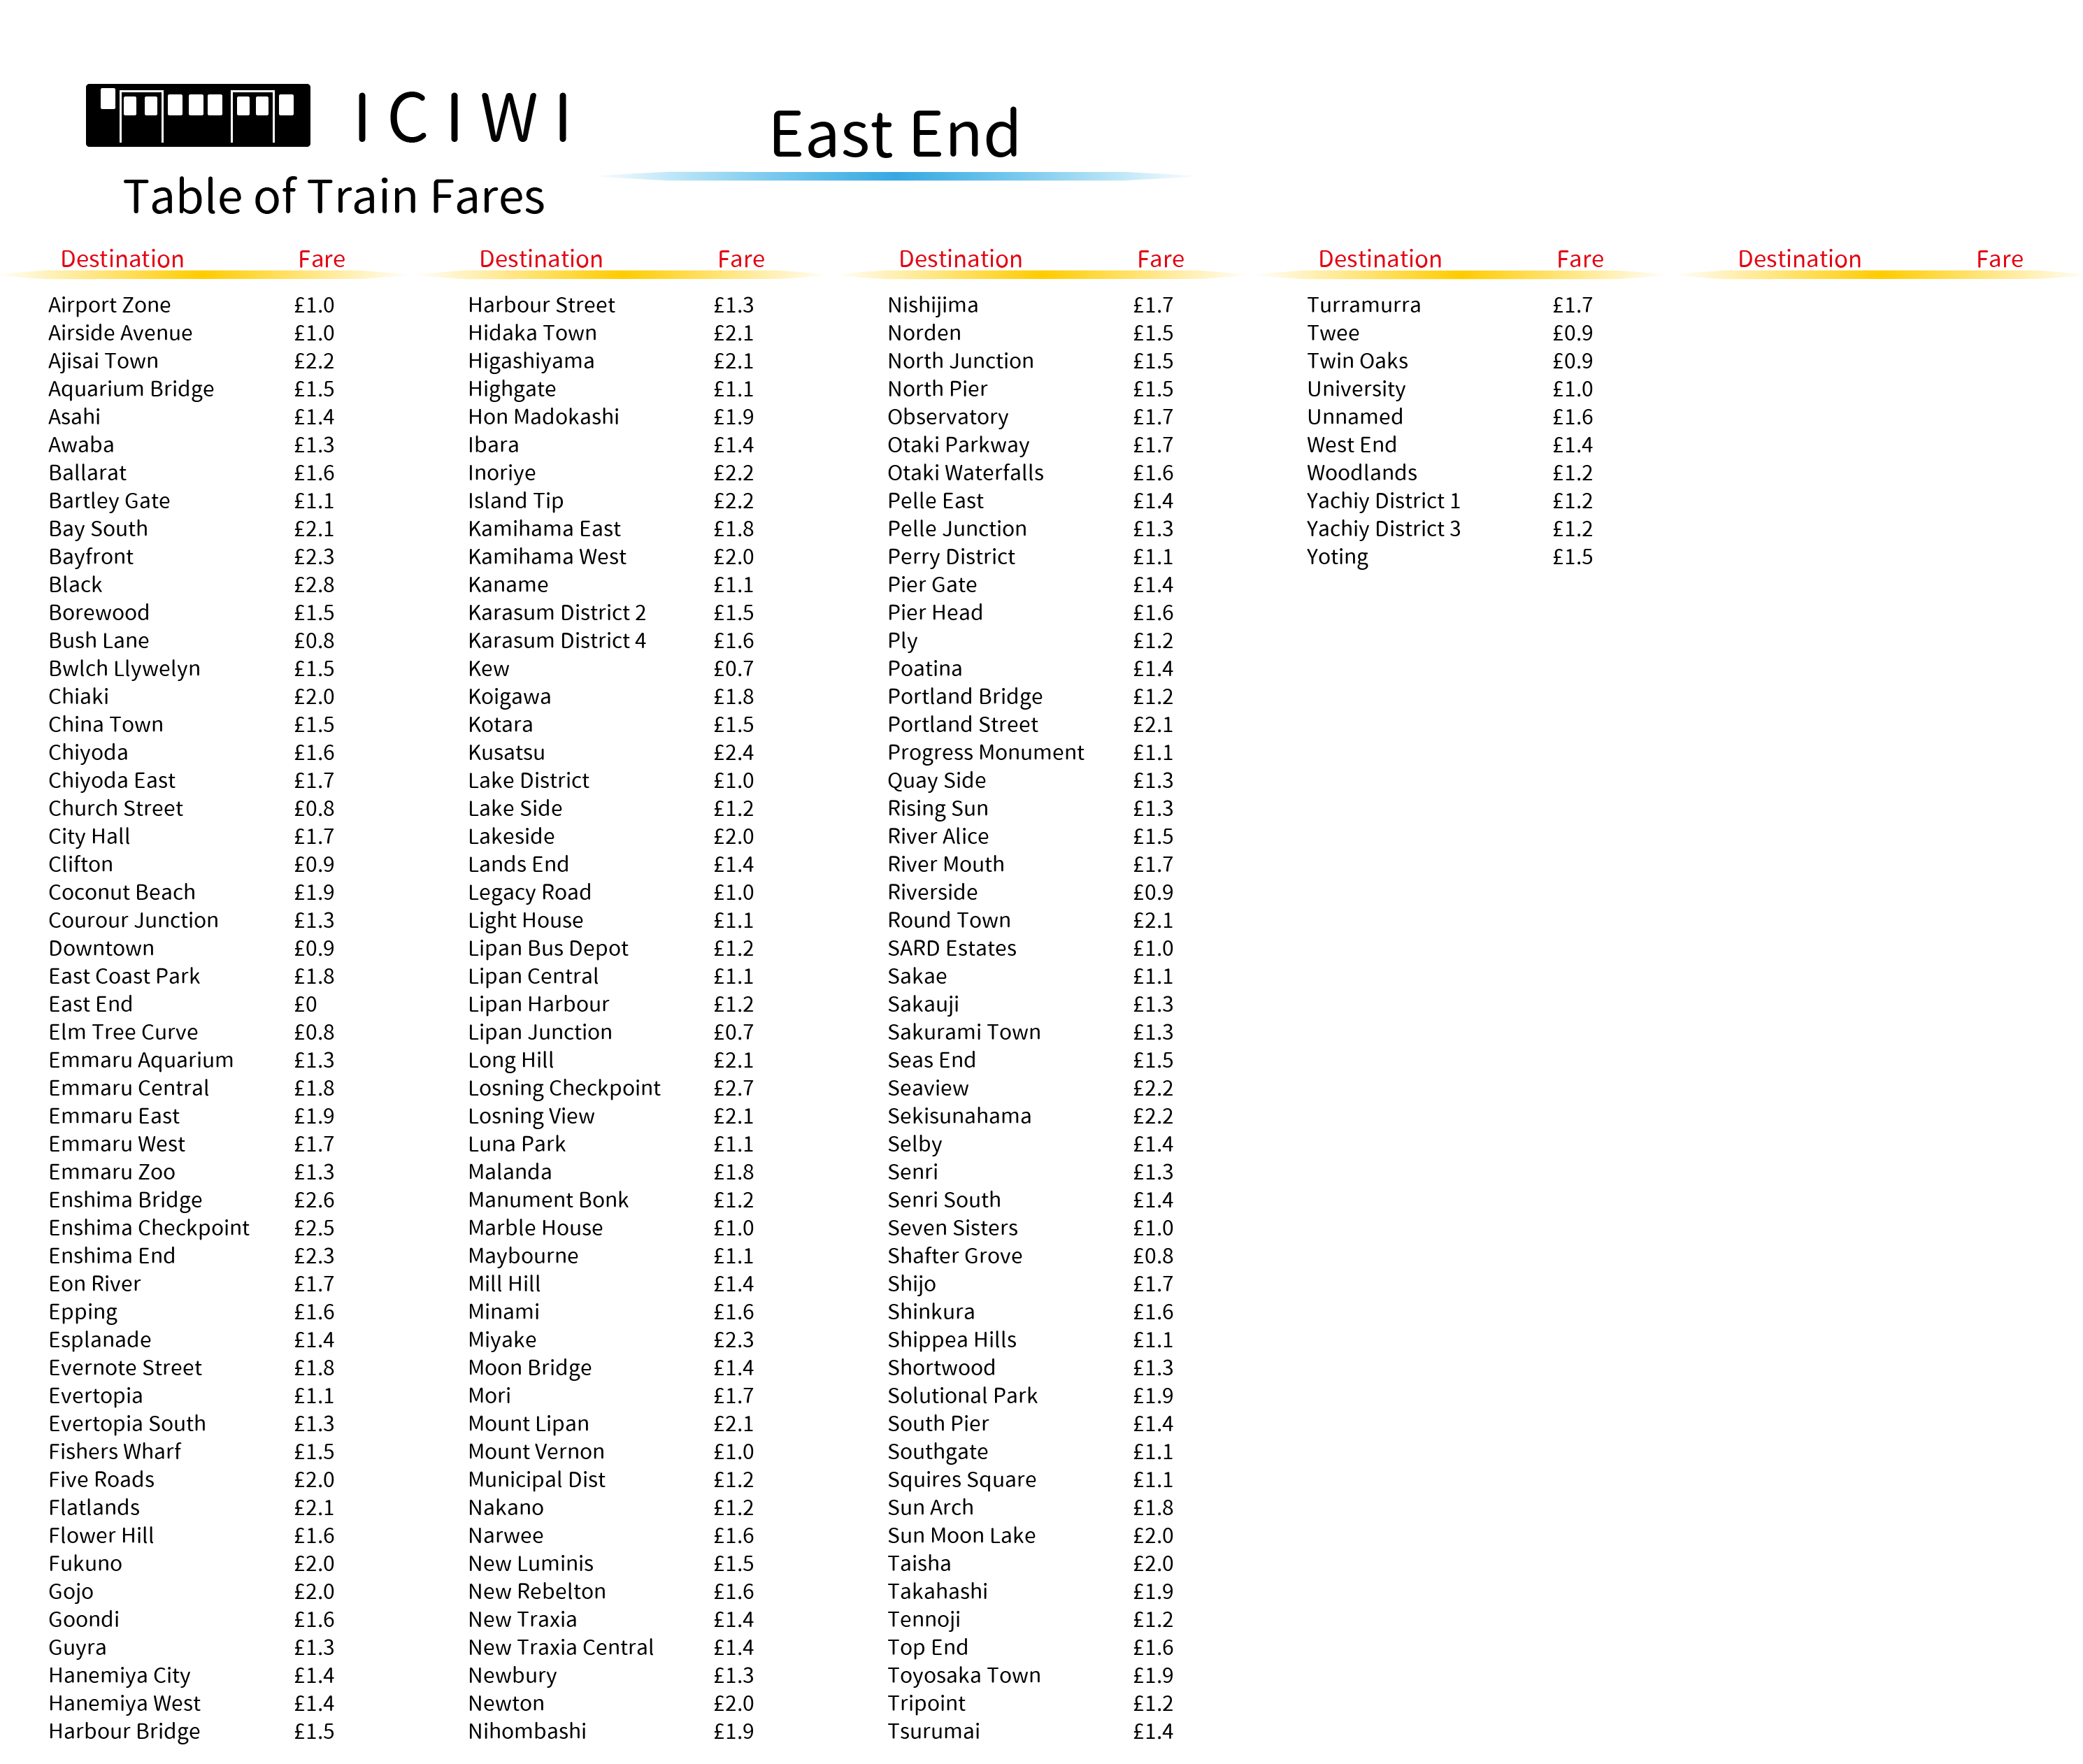 ICIWI
East End
Table of Train Fares
Destination Fare
Airport Zone £1.0
Airside Avenue £1.0
Ajisai Town £2.2
Aquarium Bridge £1.5
Asahi £1.4
Awaba £1.3
Ballarat £1.6
Bartley Gate £1.1
Bay South £2.1
Bayfront £2.3
Black £2.8
Borewood £1.5
Bush Lane £0.8
Bwlch Llywelyn £1.5
Chiaki £2.0
China Town £1.5
Chiyoda £1.6
Chiyoda East £1.7
Church Street £0.8
City Hall £1.7
Clifton £0.9
Coconut Beach £1.9
Courour Junction £1.3
Downtown £0.9
East Coast Park £1.8
East End £0
Elm Tree Curve £0.8
Emmaru Aquarium £1.3
Emmaru Central £1.8
Emmaru East £1.9
Emmaru West £1.7
Emmaru Zoo £1.3
Enshima Bridge £2.6
Enshima Checkpoint £2.5
Enshima End £2.3
Eon River £1.7
Epping £1.6
Esplanade £1.4
Evernote Street £1.8
Evertopia £1.1
Evertopia South £1.3
Fishers Wharf £1.5
Five Roads £2.0
Flatlands £2.1
Flower Hill £1.6
Fukuno £2.0
Gojo £2.0
Goondi £1.6
Guyra £1.3
Hanemiya City £1.4
Hanemiya West £1.4
Harbour Bridge £1.5
Destination Fare
Harbour Street £1.3
Hidaka Town £2.1
Higashiyama £2.1
Highgate £1.1
Hon Madokashi £1.9
Ibara £1.4
Inoriye £2.2
Island Tip £2.2
Kamihama East £1.8
Kamihama West £2.0
Kaname £1.1
Karasum District 2 £1.5
Karasum District 4 £1.6
Kew £0.7
Koigawa £1.8
Kotara £1.5
Kusatsu £2.4
Lake District £1.0
Lake Side £1.2
Lakeside £2.0
Lands End £1.4
Legacy Road £1.0
Light House £1.1
Lipan Bus Depot £1.2
Lipan Central £1.1
Lipan Harbour £1.2
Lipan Junction £0.7
Long Hill £2.1
Losning Checkpoint £2.7
Losning View £2.1
Luna Park £1.1
Malanda £1.8
Manument Bonk £1.2
Marble House £1.0
Maybourne £1.1
Mill Hill £1.4
Minami £1.6
Miyake £2.3
Moon Bridge £1.4
Mori £1.7
Mount Lipan £2.1
Mount Vernon £1.0
Municipal Dist £1.2
Nakano £1.2
Narwee £1.6
New Luminis £1.5
New Rebelton £1.6
New Traxia £1.4
New Traxia Central £1.4
Newbury £1.3
Newton £2.0
Nihombashi £1.9
Destination Fare
Nishijima £1.7
Norden £1.5
North Junction £1.5
North Pier £1.5
Observatory £1.7
Otaki Parkway £1.7
Otaki Waterfalls £1.6
Pelle East £1.4
Pelle Junction £1.3
Perry District £1.1
Pier Gate £1.4
Pier Head £1.6
Ply £1.2
Poatina £1.4
Portland Bridge £1.2
Portland Street £2.1
Progress Monument £1.1
Quay Side £1.3
Rising Sun £1.3
River Alice £1.5
River Mouth £1.7
Riverside £0.9
Round Town £2.1
SARD Estates £1.0
Sakae £1.1
Sakauji £1.3
Sakurami Town £1.3
Seas End £1.5
Seaview £2.2
Sekisunahama £2.2
Selby £1.4
Senri £1.3
Senri South £1.4
Seven Sisters £1.0
Shafter Grove £0.8
Shijo £1.7
Shinkura £1.6
Shippea Hills £1.1
Shortwood £1.3
Solutional Park £1.9
South Pier £1.4
Southgate £1.1
Squires Square £1.1
Sun Arch £1.8
Sun Moon Lake £2.0
Taisha £2.0
Takahashi £1.9
Tennoji £1.2
Top End £1.6
Toyosaka Town £1.9
Tripoint £1.2
Tsurumai £1.4
Destination Fare
Turramurra £1.7
Twee £0.9
Twin Oaks £0.9
University £1.0
Unnamed £1.6
West End £1.4
Woodlands £1.2
Yachiy District 1 £1.2
Yachiy District 3 £1.2
Yoting £1.5
Destination Fare